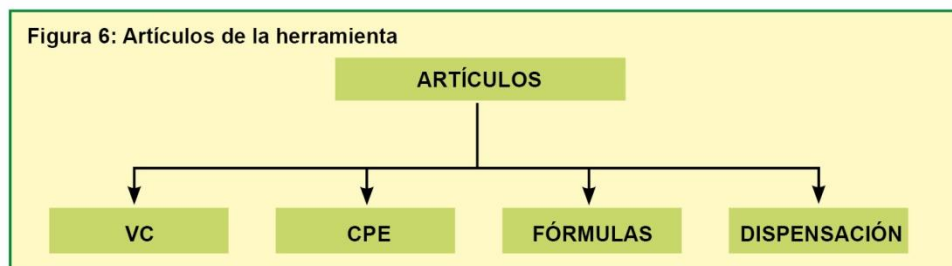 Figura 6: Artículos de la herramienta
ARTÍCULOS
VC
CPE
FÓRMULAS
DISPENSACIÓN